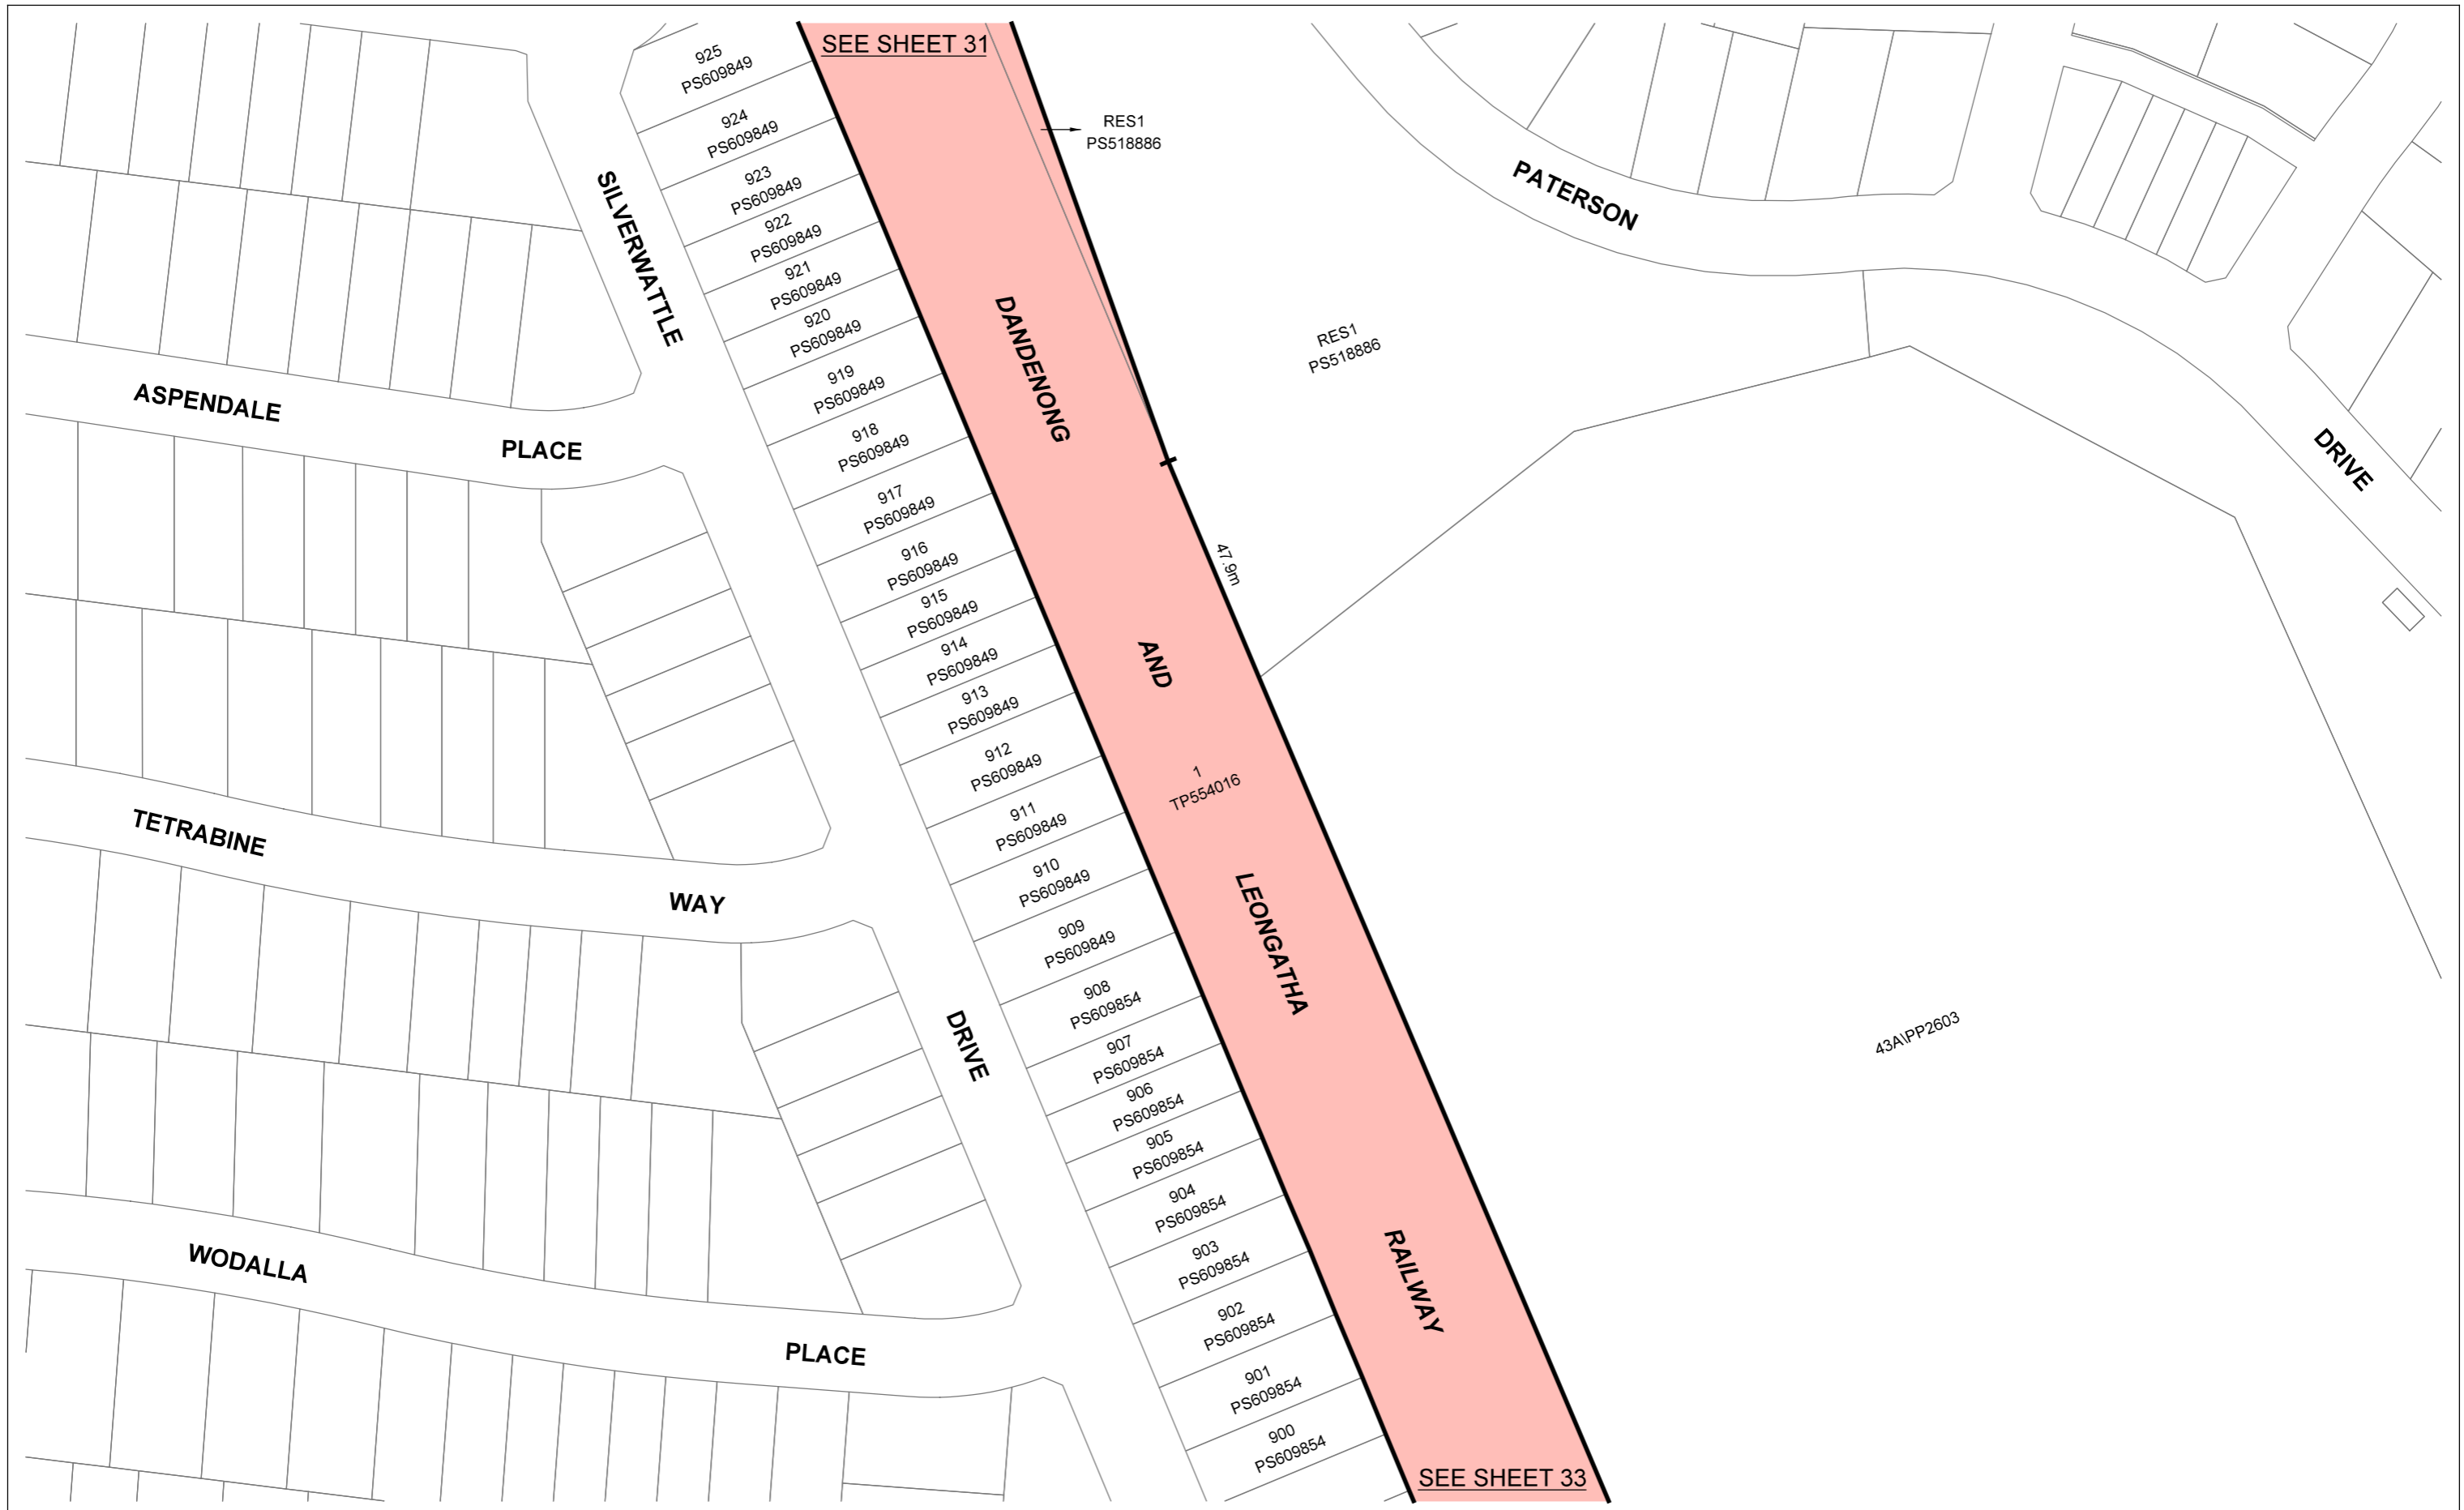 SEE SHEET 31
925
PS609849
924
PS609849
923
PS609849
922
PS609849
921
PS609849
920
PS609849
919
PS609849
918
PS609849
917
PS609849
916
PS609849
915
PS609849
914
PS609849
913
PS609849
912
PS609849
911
PS609849
910
PS609849
909
PS609849
908
PS609854
907
PS609854
906
PS609854
905
PS609854
904
PS609854
903
PS609854
902
PS609854
901
PS609854
900
PS609854
SILVERWATTLE
DRIVE
ASPENDALE
PLACE
TETRABINE
WAY
WODALLA
PLACE
DANDENONG
AND
1
TP554016
LEONGATHA
RAILWAY
RES1
PS518886
RES1
PS518886
47.9m
PATERSON
DRIVE
43A\PP2603
SEE SHEET 33